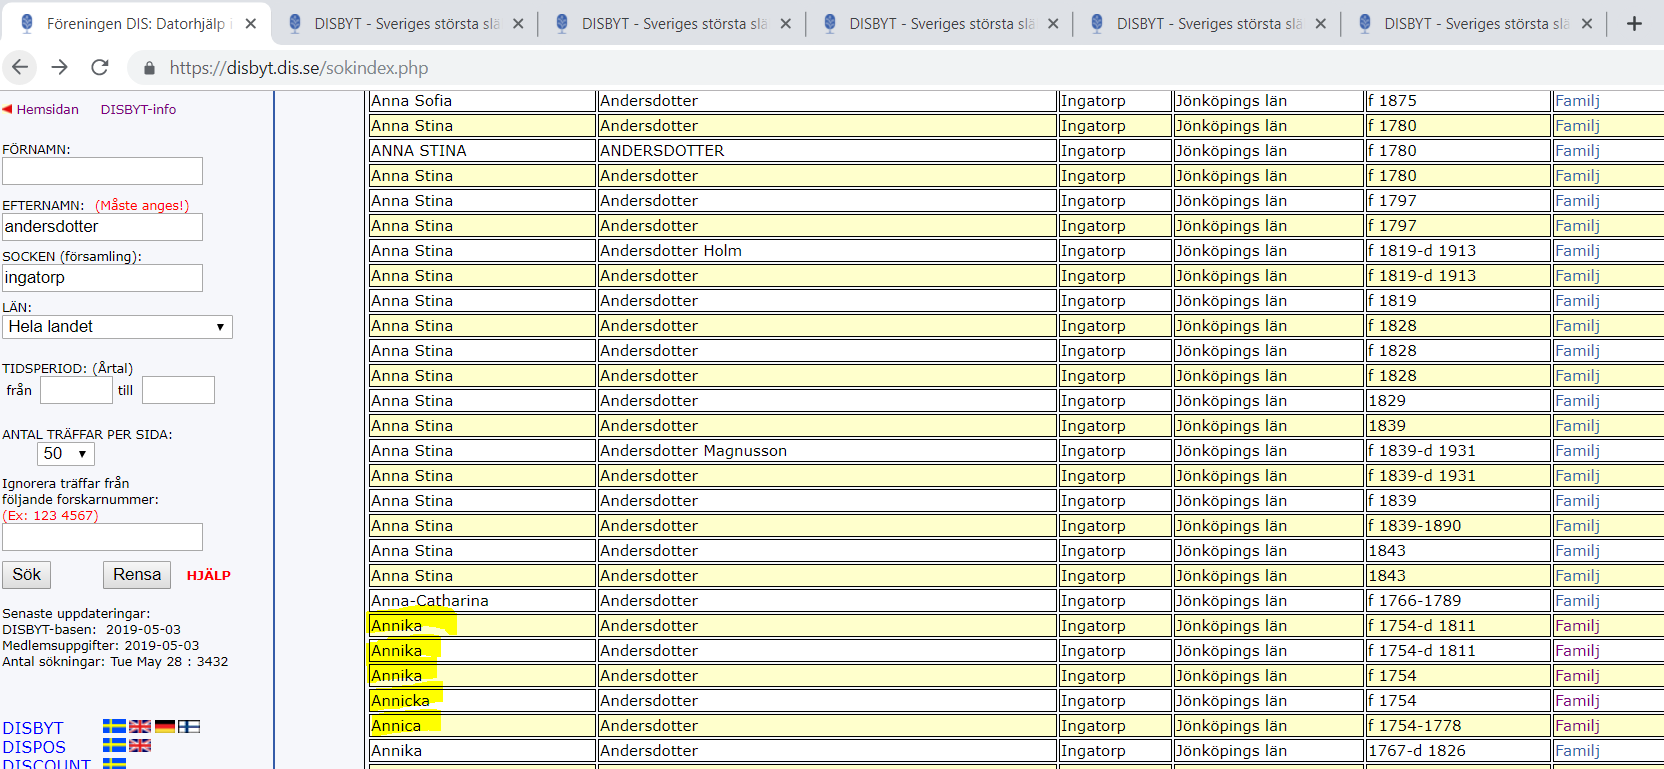 Föreningen DIS: Datorhjälp i
DISBYT - Sveriges största slä
DISBYT - Sveriges största slä
DISBYT - Sveriges största slä
DISBYT - Sveriges största slä
DISBYT - Sveriges största slä
https://disbyt.dis.se/sokindex.php
Hemsidan DISBYT-info
FÖRNAMN:
EFTERNAMN: (Måste anges!)
andersdotter
SOCKEN (församling):
ingatorp
LÄN:
Hela landet
TIDSPERIOD: (Årtal)
från till
ANTAL TRÄFFAR PER SIDA:
50
Ignorera träffar från
följande forskarnummer:
(Ex: 123 4567)
Sök Rensa HJÄLP
Senaste uppdateringar:
DISBYT-basen: 2019-05-03
Medlemsuppgifter: 2019-05-03
Antal sökningar: Tue May 28 : 3432
DISBYT
DISPOS
DISCOUNT
Anna Sofia Andersdotter Ingatorp Jönköpings län f 1875 Familj
Anna Stina Andersdotter Ingatorp Jönköpings län f 1780 Familj
ANNA STINA ANDERSDOTTER Ingatorp Jönköpings län f 1780 Familj
Anna Stina Andersdotter Ingatorp Jönköpings län f 1780 Familj
Anna Stina Andersdotter Ingatorp Jönköpings län f 1797 Familj
Anna Stina Andersdotter Ingatorp Jönköpings län f 1797 Familj
Anna Stina Andersdotter Holm Ingatorp Jönköpings län f 1819-d 1913 Familj
Anna Stina Andersdotter Ingatorp Jönköpings län f 1819-d 1913 Familj
Anna Stina Andersdotter Ingatorp Jönköpings län f 1819 Familj
Anna Stina Andersdotter Ingatorp Jönköpings län f 1828 Familj
Anna Stina Andersdotter Ingatorp Jönköpings län f 1828 Familj
Anna Stina Andersdotter Ingatorp Jönköpings län f 1828 Familj
Anna Stina Andersdotter Ingatorp Jönköpings län 1829 Familj
Anna Stina Andersdotter Ingatorp Jönköpings län 1839 Familj
Anna Stina Andersdotter Magnusson Ingatorp Jönköpings län f 1839-d 1931 Familj
Anna Stina Andersdotter Ingatorp Jönköpings län f 1839-d 1931 Familj
Anna Stina Andersdotter Ingatorp Jönköpings län f 1839 Familj
Anna Stina Andersdotter Ingatorp Jönköpings län f 1839-1890 Familj
Anna Stina Andersdotter Ingatorp Jönköpings län 1843 Familj
Anna Stina Andersdotter Ingatorp Jönköpings län 1843 Familj
Anna-Catharina Andersdotter Ingatorp Jönköpings län f 1766-1789 Familj
Annika Andersdotter Ingatorp Jönköpings län f 1754-d 1811 Familj
Annika Andersdotter Ingatorp Jönköpings län f 1754-d 1811 Familj
Annika Andersdotter Ingatorp Jönköpings län f 1754 Familj
Annicka Andersdotter Ingatorp Jönköpings län f 1754 Familj
Annica Andersdotter Ingatorp Jönköpings län f 1754-1778 Familj
Annika Andersdotter Ingatorp Jönköpings län 1767-d 1826 Familj